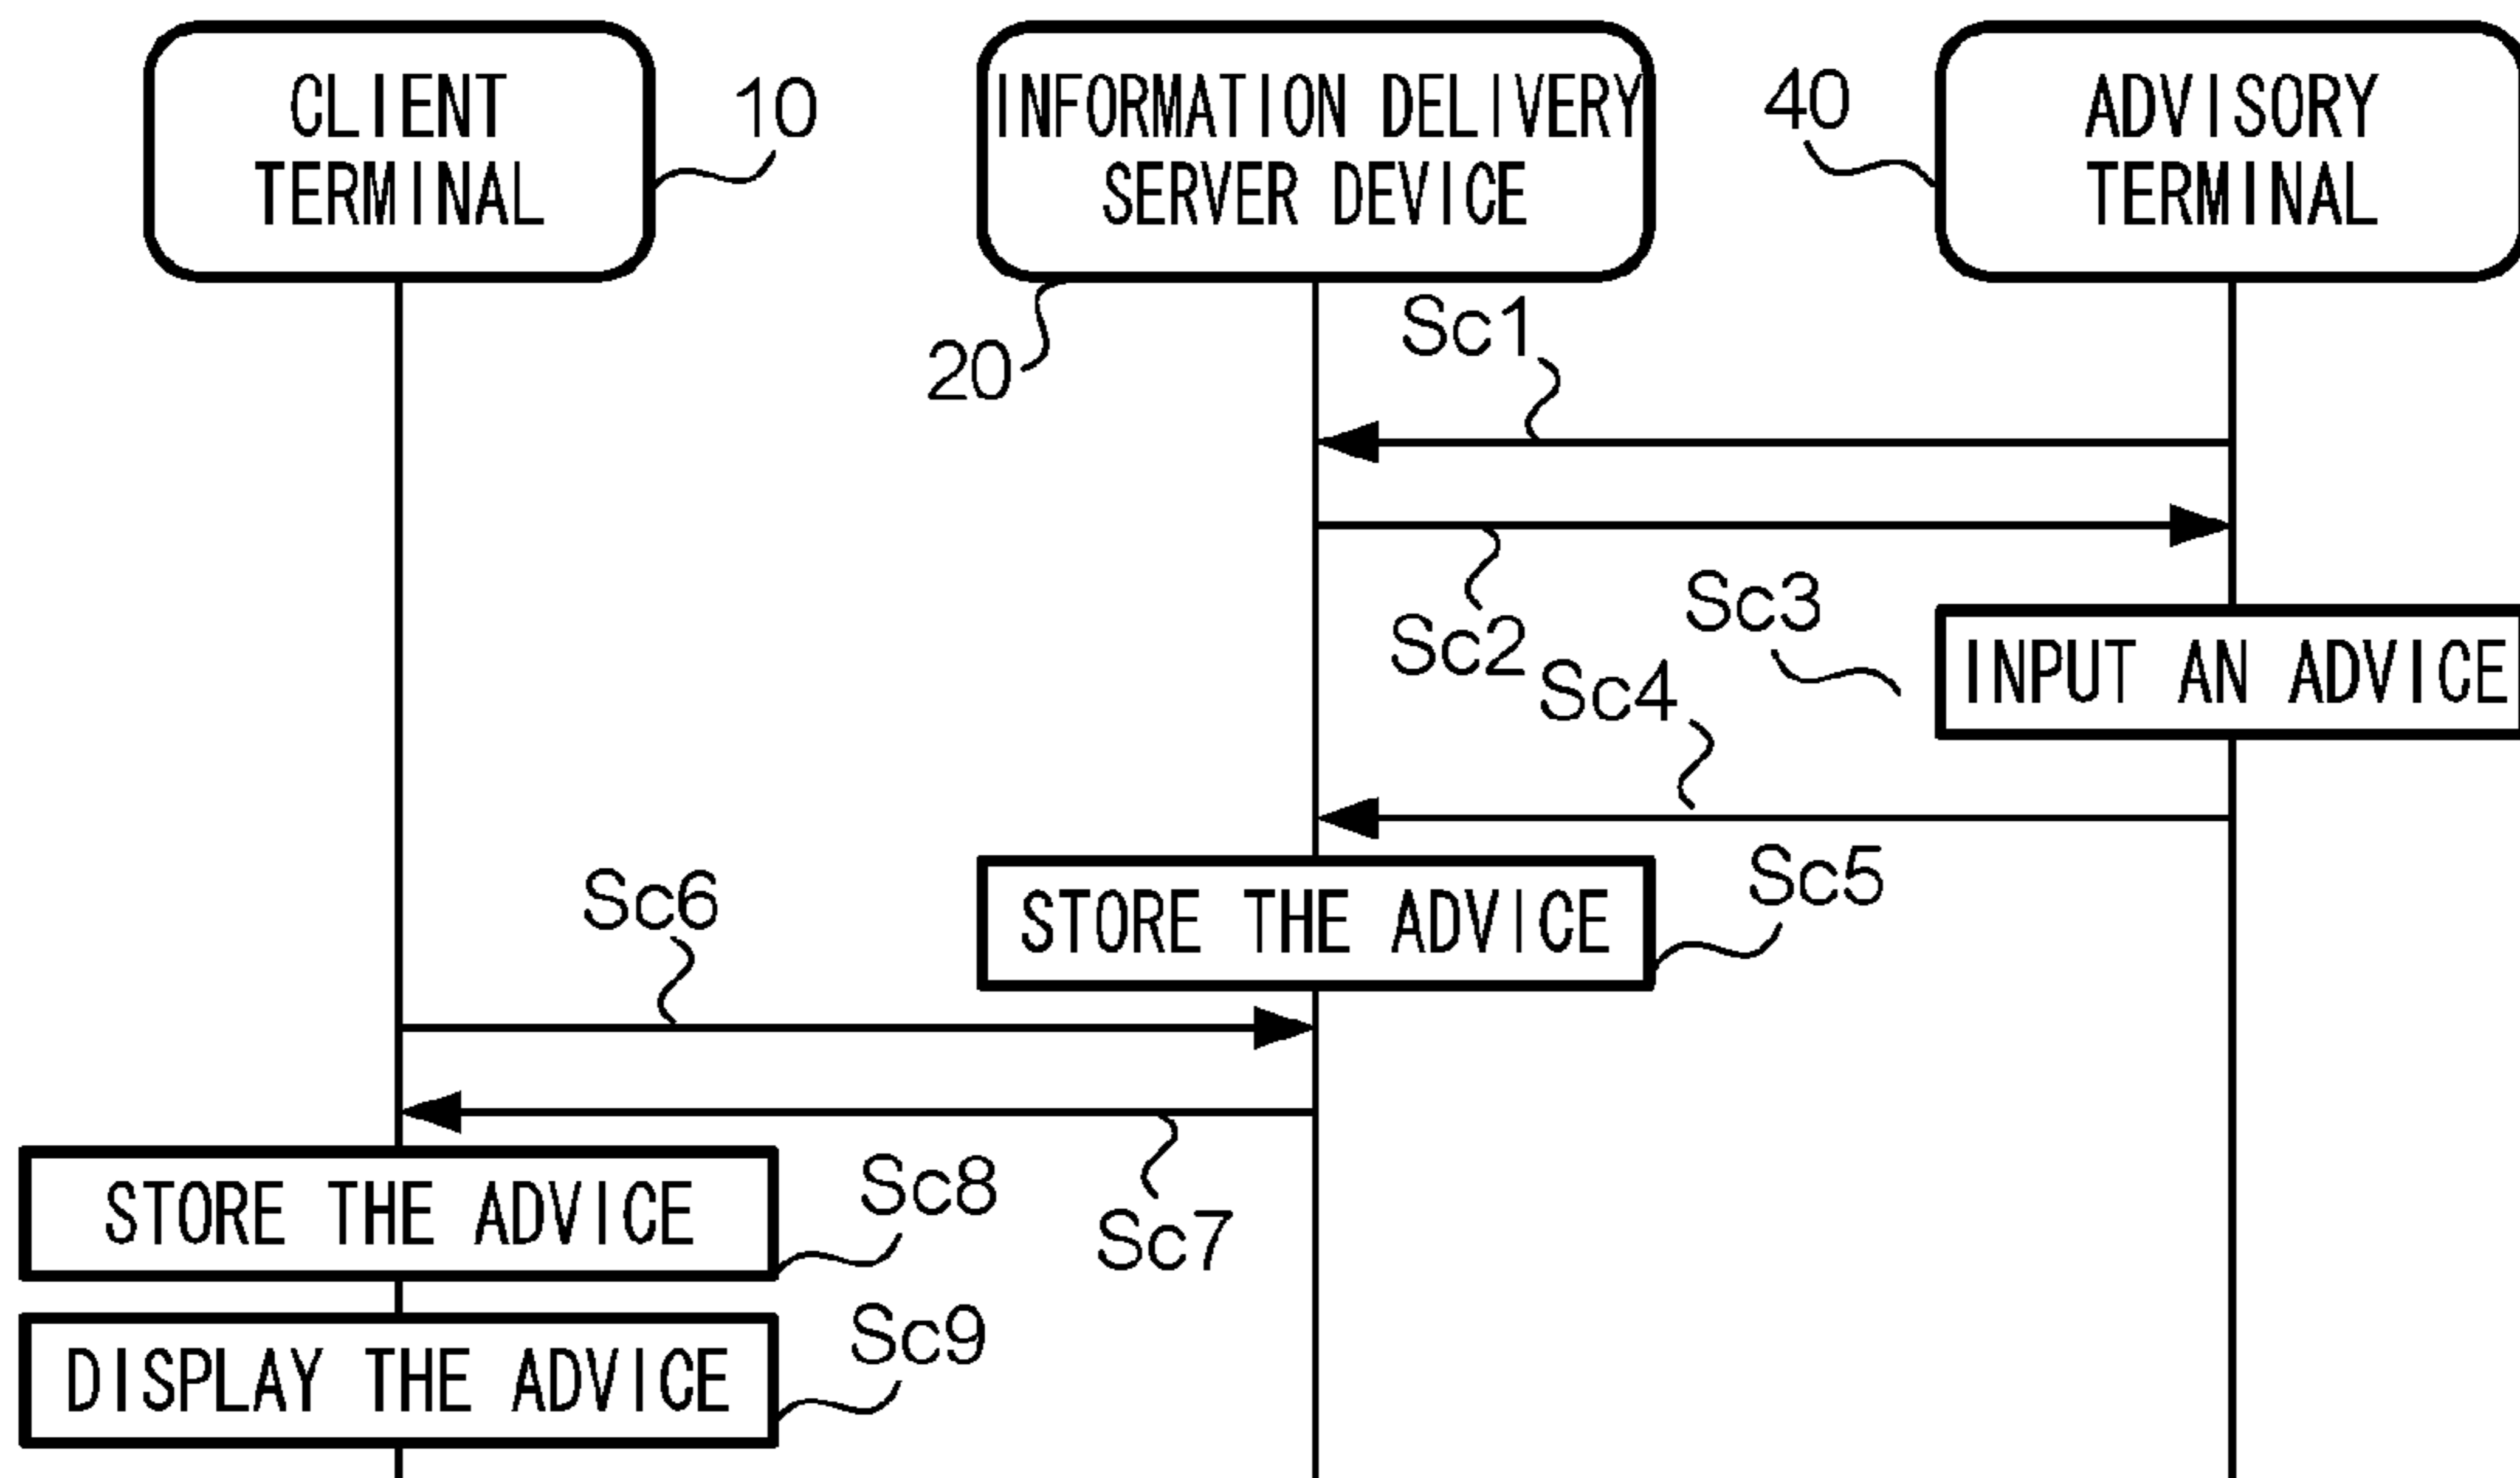 CLIENT
TERMINAL
10
INFORMATION DELIVERY
SERVER DEVICE
20
40
ADVISORY
TERMINAL
Sc1
Sc2
Sc3
INPUT AN ADVICE
Sc4
STORE THE ADVICE
Sc5
Sc6
Sc7
STORE THE ADVICE
Sc8
DISPLAY THE ADVICE
Sc9